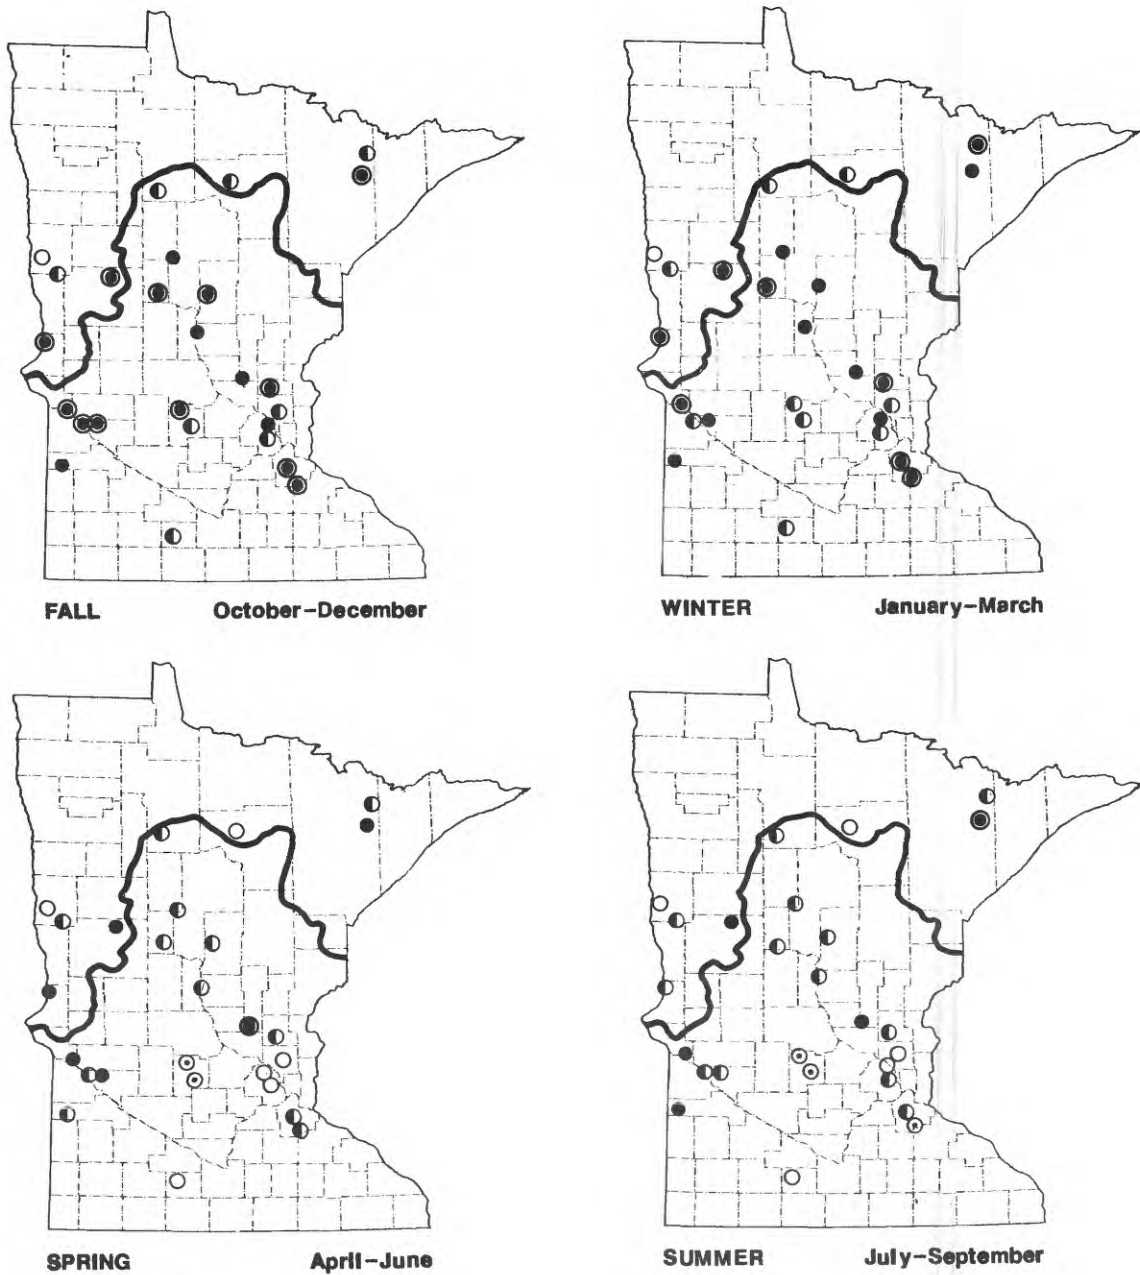 FALL October-December
WINTER January-March
SPRING April-June
SUMMER July-September